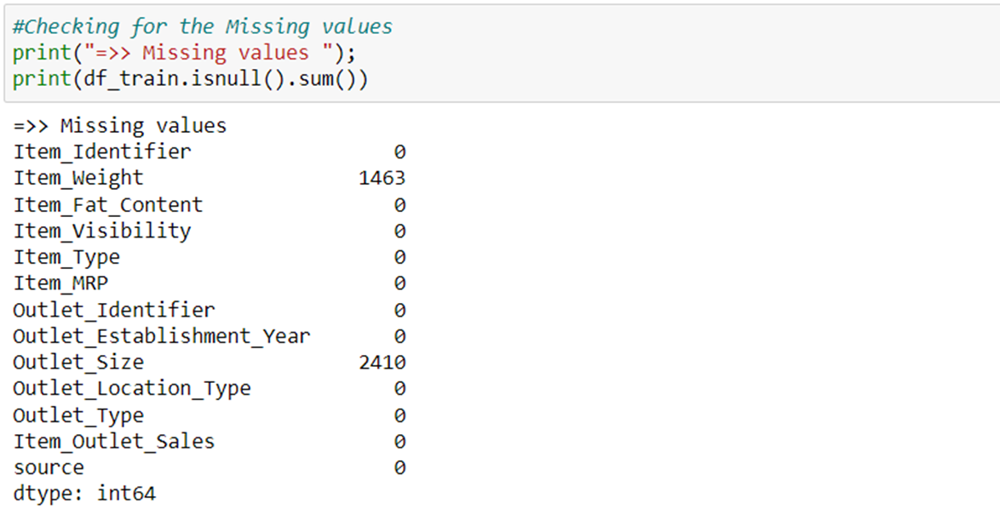 #Checking for the Missing values
print("=>> Missing values ");
print(df_train.isnull().sum())
=>> Missing values
Item_Identifier 0
Item_Weight 1463
Item_Fat_Content 0
Item_Visibility 0
Item_Type 0
Item_MRP 0
Outlet_Identifier 0
Outlet_Establishment_Year 0
Outlet_Size 2410
Outlet_Location_Type 0
Outlet_Type 0
Item_Outlet_Sales 0
source 0
dtype: int64